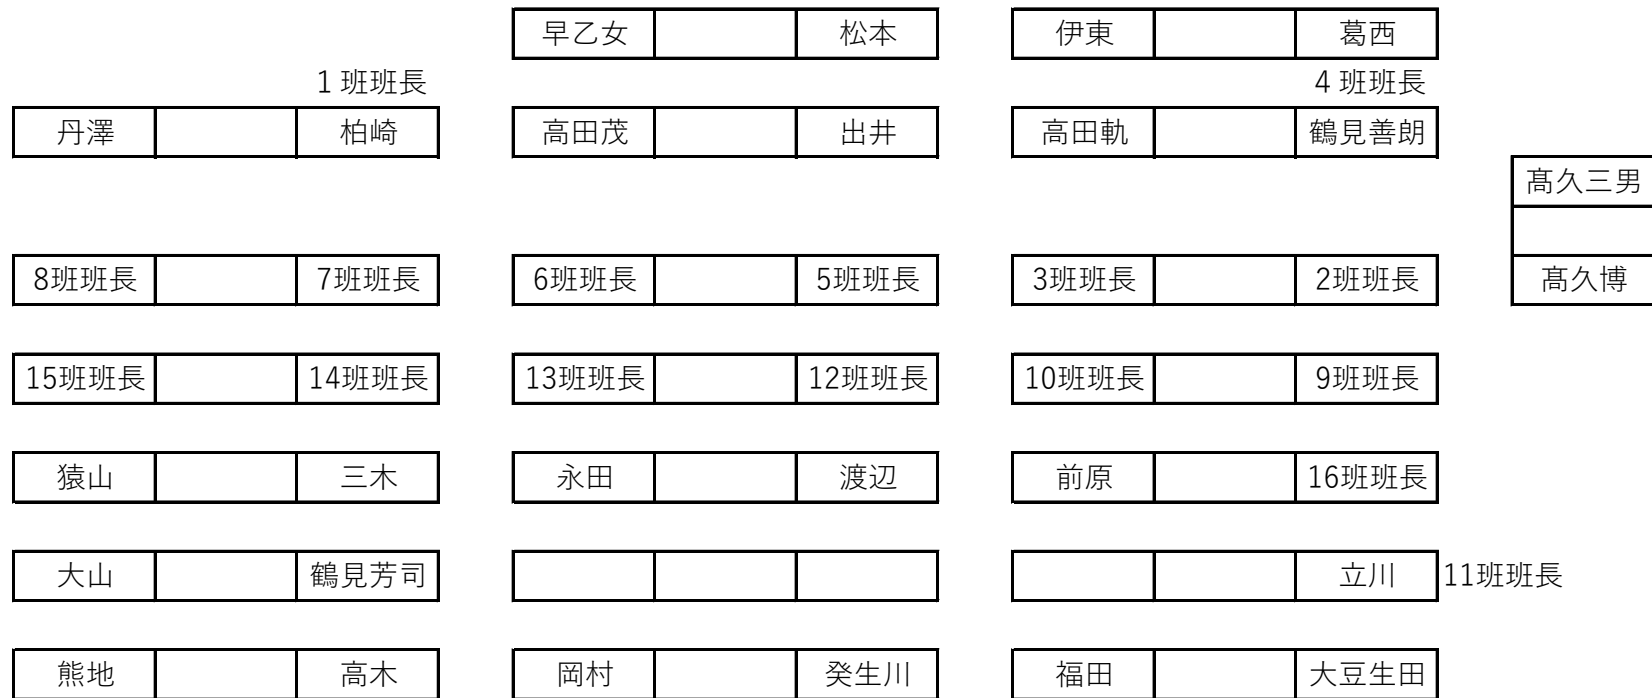 早乙女 松本 伊東 葛西
1班班長 4班班長
丹澤 柏崎 高田茂 出井 高田軌 鶴見善朗
髙久三男
8班班長 7班班長 6班班長 5班班長 3班班長 2班班長 髙久博
15班班長 14班班長 13班班長 12班班長 10班班長 9班班長
猿山 三木 永田 渡辺 前原 16班班長
大山 鶴見芳司 立川 11班班長
熊地 高木 岡村 癸生川 福田 大豆生田